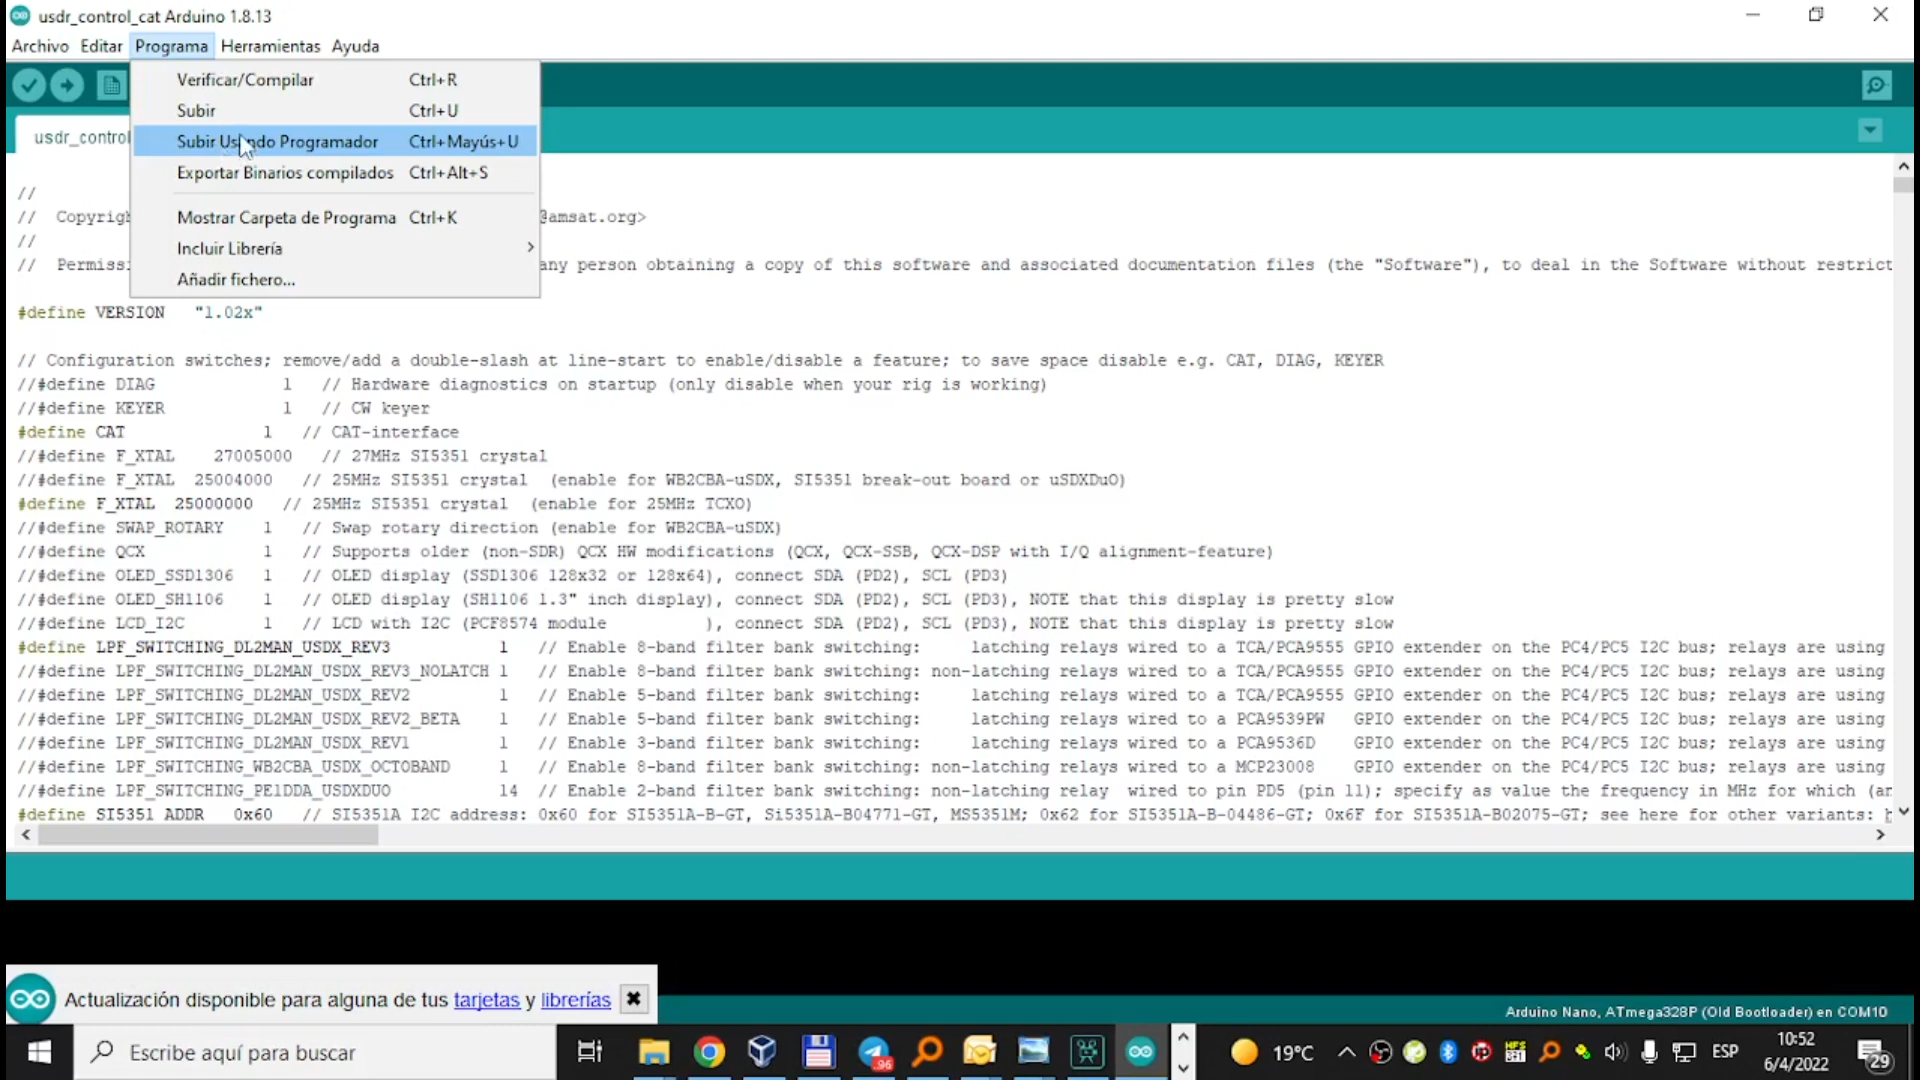 usdr_control_cat Arduino 1.8.13
Archivo Editar Programa Herramientas Ayuda
Verificar/Compilar Ctrl+R
Subir Ctrl+U
usdr_control
Subir Usando Programador Ctrl+Mayús+U
Exportar Binarios compilados Ctrl+Alt+S
//
Mostrar Carpeta de Programa Ctrl+K
// Copyrig @amsat.org>
//
Incluir Librería
// Permiss any person obtaining a copy of this software and associated documentation files (the "Software"), to deal in the Software without restrict
Añadir fichero...
#define VERSION "1.02x"
// Configuration switches; remove/add a double-slash at line-start to enable/disable a feature; to save space disable e.g. CAT, DIAG, KEYER
//#define DIAG 1 // Hardware diagnostics on startup (only disable when your rig is working)
//#define KEYER 1 // CW keyer
#define CAT 1 // CAT-interface
//#define F_XTAL 27005000 // 27MHz SI5351 crystal
//#define F_XTAL 25004000 // 25MHz SI5351 crystal (enable for WB2CBA-uSDX, SI5351 break-out board or uSDXDuO)
#define F_XTAL 25000000 // 25MHz SI5351 crystal (enable for 25MHz TCXO)
//#define SWAP_ROTARY 1 // Swap rotary direction (enable for WB2CBA-uSDX)
//#define QCX 1 // Supports older (non-SDR) QCX HW modifications (QCX, QCX-SSB, QCX-DSP with I/Q alignment-feature)
//#define OLED_SSD1306 1 // OLED display (SSD1306 128x32 or 128x64), connect SDA (PD2), SCL (PD3)
//#define OLED_SH1106 1 // OLED display (SH1106 1.3" inch display), connect SDA (PD2), SCL (PD3), NOTE that this display is pretty slow
//#define LCD_I2C 1 // LCD with I2C (PCF8574 module ), connect SDA (PD2), SCL (PD3), NOTE that this display is pretty slow
#define LPF_SWITCHING_DL2MAN_USDX_REV3 1 // Enable 8-band filter bank switching: latching relays wired to a TCA/PCA9555 GPIO extender on the PC4/PC5 I2C bus; relays are using
//#define LPF_SWITCHING_DL2MAN_USDX_REV3_NOLATCH 1 // Enable 8-band filter bank switching: non-latching relays wired to a TCA/PCA9555 GPIO extender on the PC4/PC5 I2C bus; relays are using
//#define LPF_SWITCHING_DL2MAN_USDX_REV2 1 // Enable 5-band filter bank switching: latching relays wired to a TCA/PCA9555 GPIO extender on the PC4/PC5 I2C bus; relays are using
//#define LPF_SWITCHING_DL2MAN_USDX_REV2_BETA 1 // Enable 5-band filter bank switching: latching relays wired to a PCA9539PW GPIO extender on the PC4/PC5 I2C bus; relays are using
//#define LPF_SWITCHING_DL2MAN_USDX_REV1 1 // Enable 3-band filter bank switching: latching relays wired to a PCA9536D GPIO extender on the PC4/PC5 I2C bus; relays are using
//#define LPF_SWITCHING_WB2CBA_USDX_OCTOBAND 1 // Enable 8-band filter bank switching: non-latching relays wired to a MCP23008 GPIO extender on the PC4/PC5 I2C bus; relays are using
//#define LPF_SWITCHING_PE1DDA_USDXDUO 14 // Enable 2-band filter bank switching: non-latching relay wired to pin PD5 (pin 11); specify as value the frequency in MHz for which (an
#define SI5351_ADDR 0x60 // SI5351A I2C address: 0x60 for SI5351A-B-GT, Si5351A-B04771-GT, MS5351M; 0x62 for SI5351A-B-04486-GT; 0x6F for SI5351A-B02075-GT; see here for other variants: h
Actualización disponible para alguna de tus tarjetas y librerías
Arduino Nano, ATmega328P (Old Bootloader) en COM10
Escribe aquí para buscar
96
19°C
ESP
10:52
6/4/2022
29